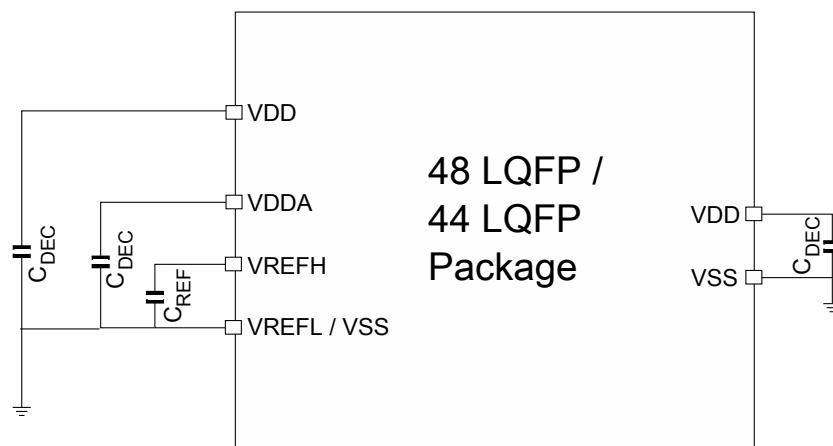 VDD
VDDA
VREFH
VREFL / VSS
C_DEC
C_DEC
C_REF
48 LQFP /
44 LQFP
Package
VDD
VSS
C_DEC